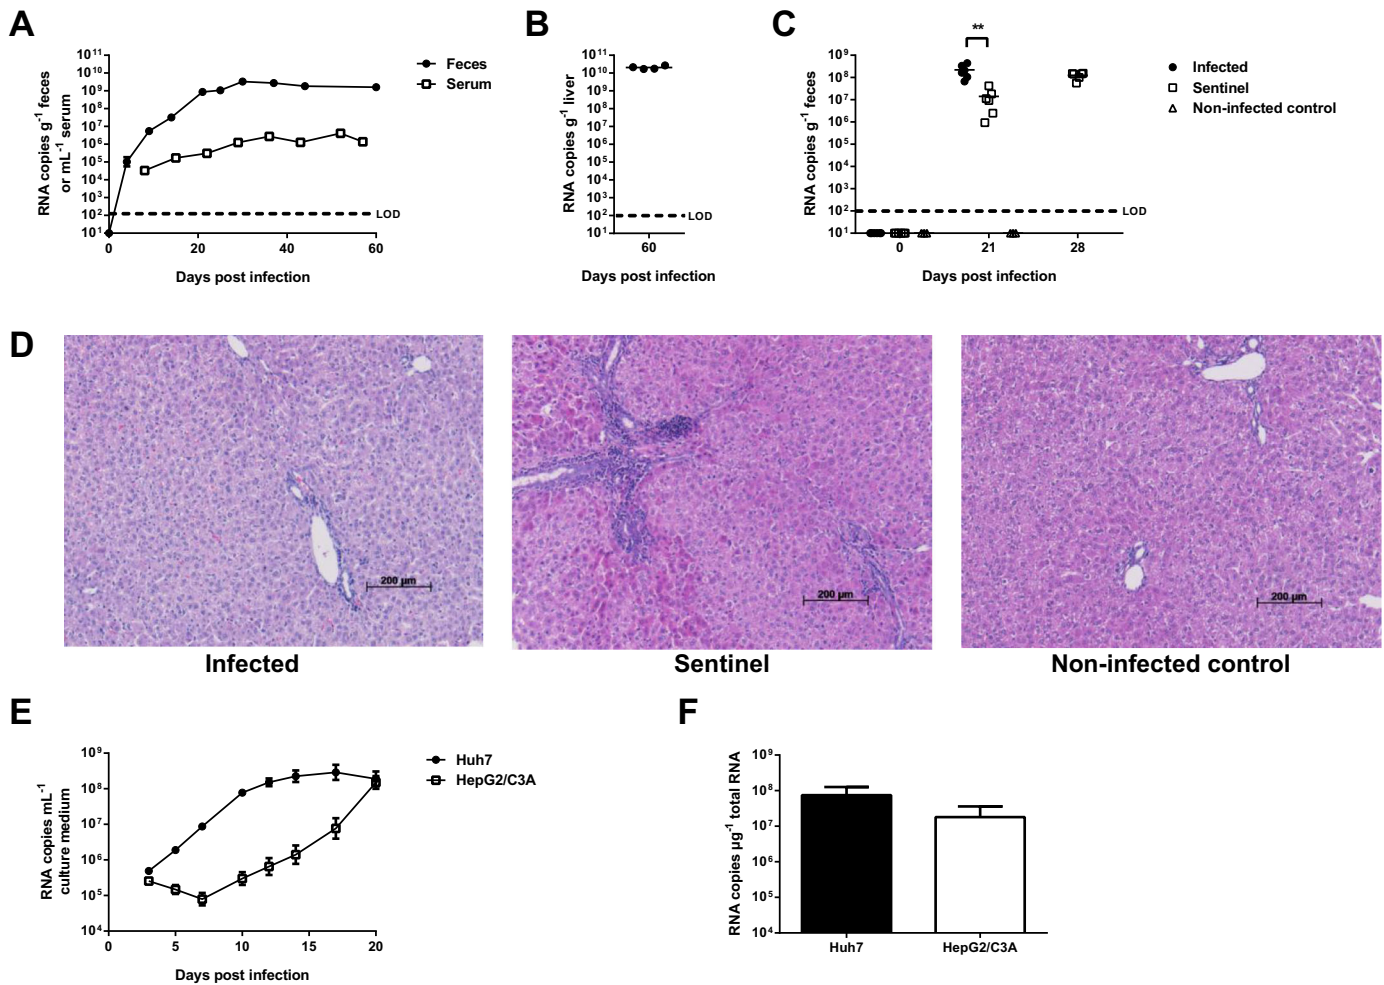 A
RNA copies g⁻¹ feces
or mL⁻¹ serum
10¹¹
10¹⁰
10⁹
10⁸
10⁷
10⁶
10⁵
10⁴
10³
10²
10¹
LOD
0
20
40
60
Days post infection
Feces
Serum
B
RNA copies g⁻¹ liver
10¹¹
10¹⁰
10⁹
10⁸
10⁷
10⁶
10⁵
10⁴
10³
10²
10¹
LOD
60
Days post infection
C
RNA copies g⁻¹ feces
10⁹
10⁸
10⁷
10⁶
10⁵
10⁴
10³
10²
10¹
**
LOD
0
21
28
Days post infection
Infected
Sentinel
Non-infected control
D
200 µm
200 µm
200 µm
Infected
Sentinel
Non-infected control
E
RNA copies mL⁻¹
culture medium
10⁹
10⁸
10⁷
10⁶
10⁵
10⁴
0
5
10
15
20
Days post infection
Huh7
HepG2/C3A
F
RNA copies µg⁻¹ total RNA
10⁹
10⁸
10⁷
10⁶
10⁵
10⁴
Huh7
HepG2/C3A